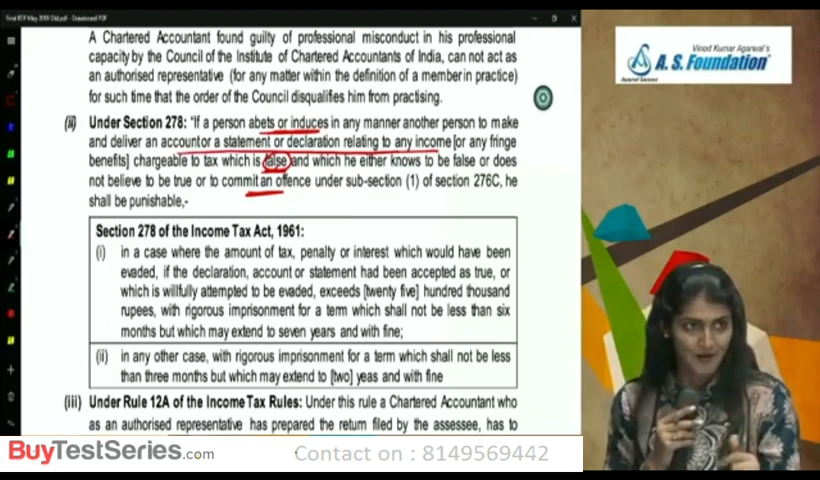 Final RTP May 2019 Old.pdf - Drawboard PDF
A Chartered Accountant found guilty of professional misconduct in his professional
capacity by the Council of the Institute of Chartered Accountants of India, can not act as
an authorised representative (for any matter within the definition of a member in practice)
for such time that the order of the Council disqualifies him from practising.
(ii) Under Section 278: "If a person abets or induces in any manner another person to make
and deliver an account or a statement or declaration relating to any income [or any fringe
benefits] chargeable to tax which is false and which he either knows to be false or does
not believe to be true or to commit an offence under sub-section (1) of section 276C, he
shall be punishable,-
Section 278 of the Income Tax Act, 1961:
(i) in a case where the amount of tax, penalty or interest which would have been
evaded, if the declaration, account or statement had been accepted as true, or
which is willfully attempted to be evaded, exceeds [twenty five] hundred thousand
rupees, with rigorous imprisonment for a term which shall not be less than six
months but which may extend to seven years and with fine;
(ii) in any other case, with rigorous imprisonment for a term which shall not be less
than three months but which may extend to [two] yeas and with fine
(iii) Under Rule 12A of the Income Tax Rules: Under this rule a Chartered Accountant who
as an authorised representative has prepared the return filed by the assessee, has to
Vinod Kumar Agarwal's
A. S. Foundation®
Assured Success
BuyTestSeries.com
Contact on : 8149569442